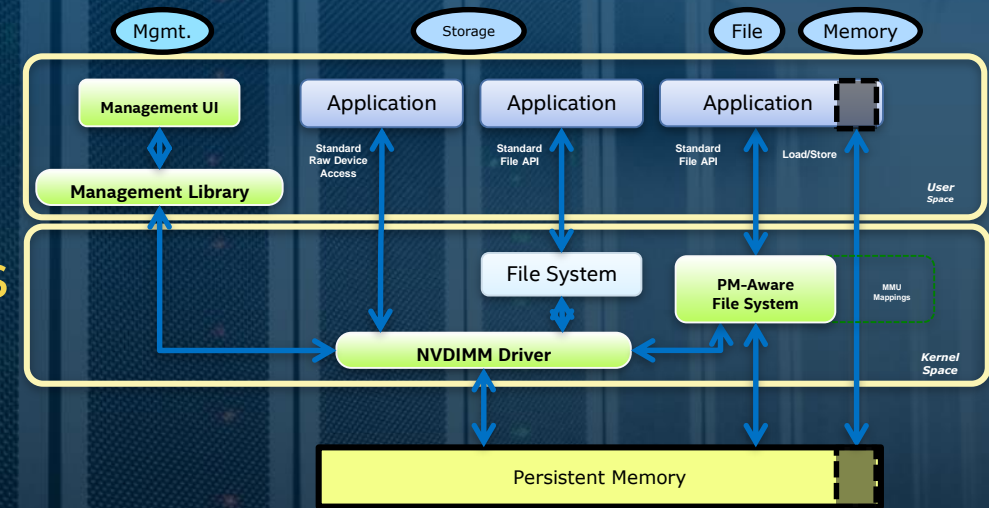 Mgmt.
Storage
File
Memory
Management UI
Application
Application
Application
Standard
Raw Device
Access
Standard
File API
Standard
File API
Load/Store
Management Library
User
Space
File System
PM-Aware
File System
MMU
Mappings
s
NVDIMM Driver
Kernel
Space
Persistent Memory